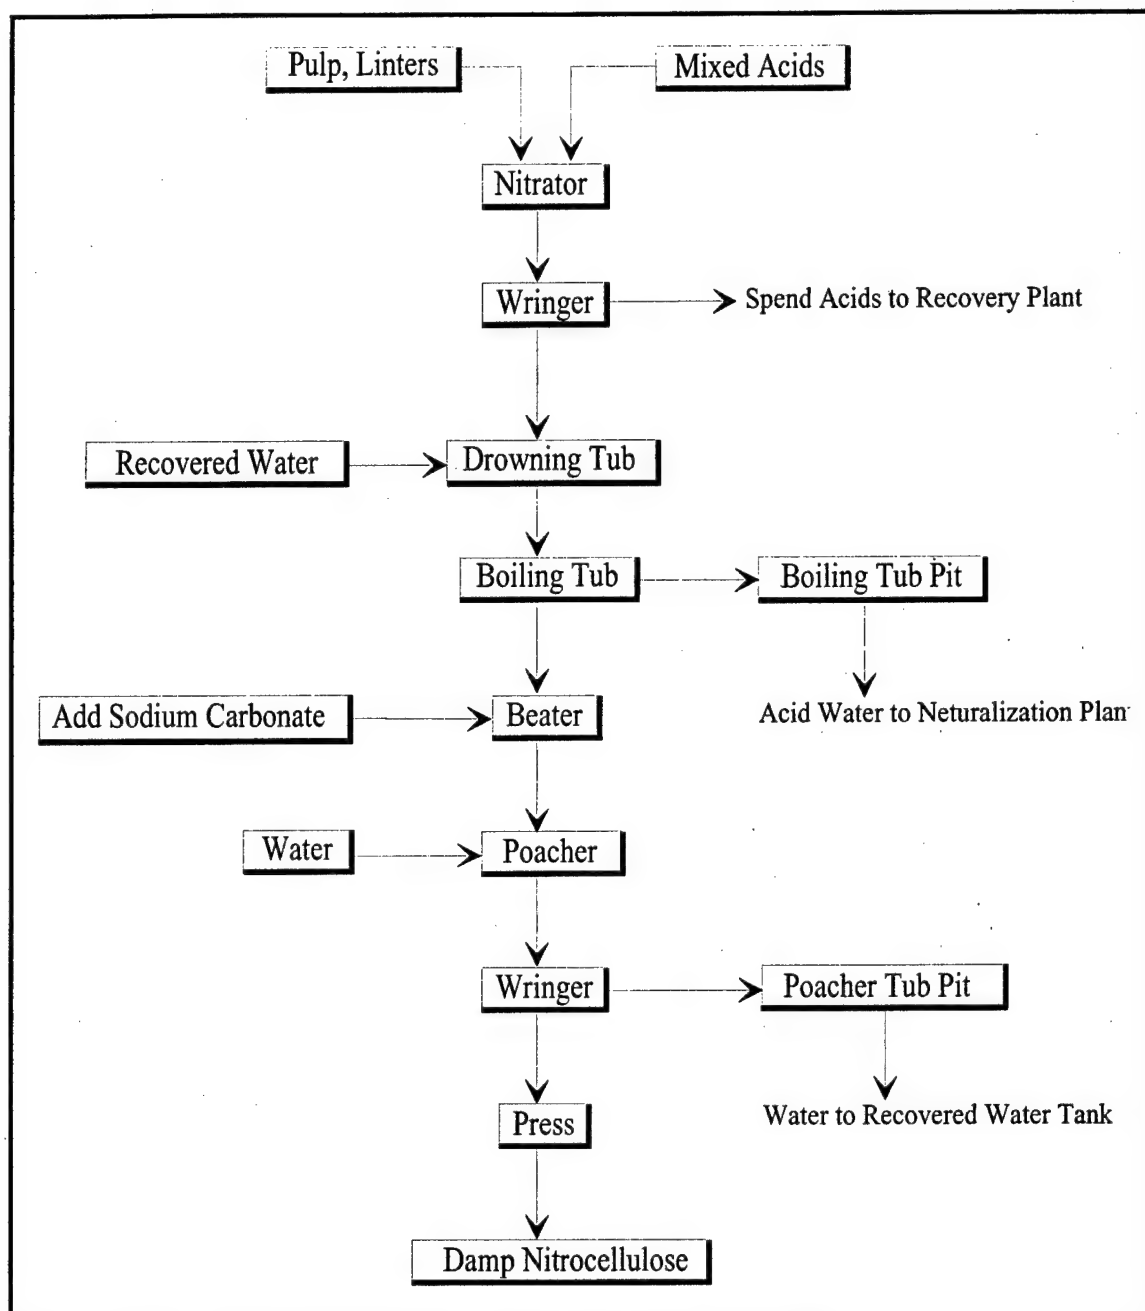 Pulp, Linters
Mixed Acids
Nitrator
Wringer
Spend Acids to Recovery Plant
Recovered Water
Drowning Tub
Boiling Tub
Boiling Tub Pit
Add Sodium Carbonate
Beater
Acid Water to Neturalization Plan
Water
Poacher
Wringer
Poacher Tub Pit
Press
Water to Recovered Water Tank
Damp Nitrocellulose